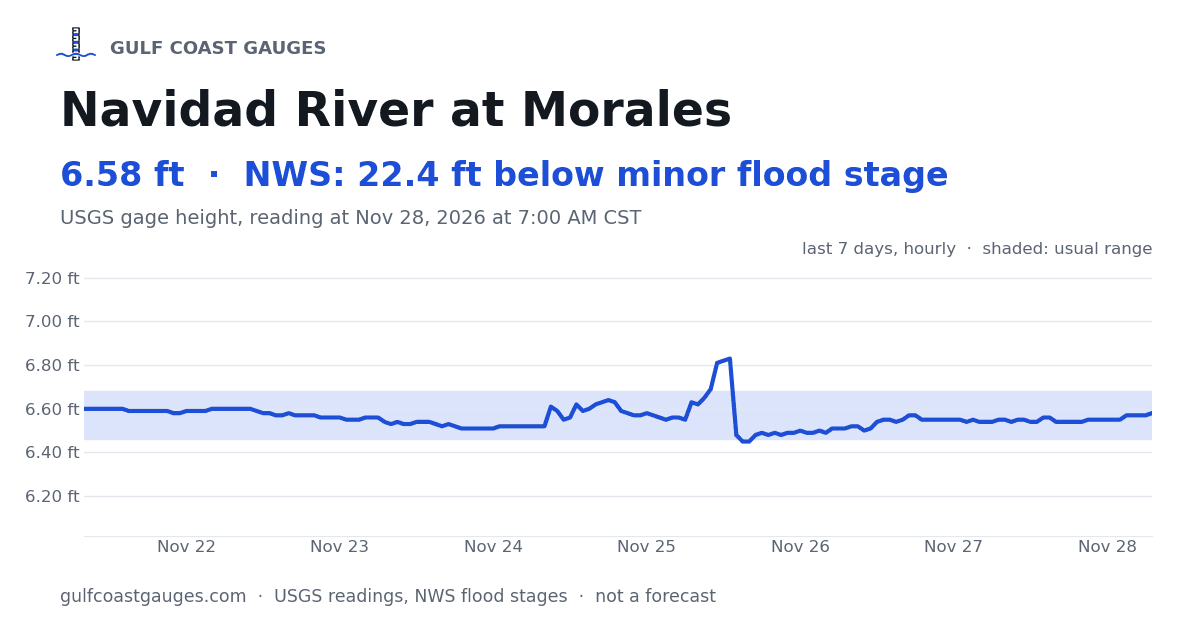 GULF COAST GAUGES
Navidad River at Morales
6.58 ft · NWS: 22.4 ft below minor flood stage
USGS gage height, reading at Nov 28, 2026 at 7:00 AM CST
last 7 days, hourly · shaded: usual range
7.20 ft
7.00 ft
6.80 ft
6.60 ft
6.40 ft
6.20 ft
Nov 22 Nov 23 Nov 24 Nov 25 Nov 26 Nov 27 Nov 28
gulfcoastgauges.com · USGS readings, NWS flood stages · not a forecast